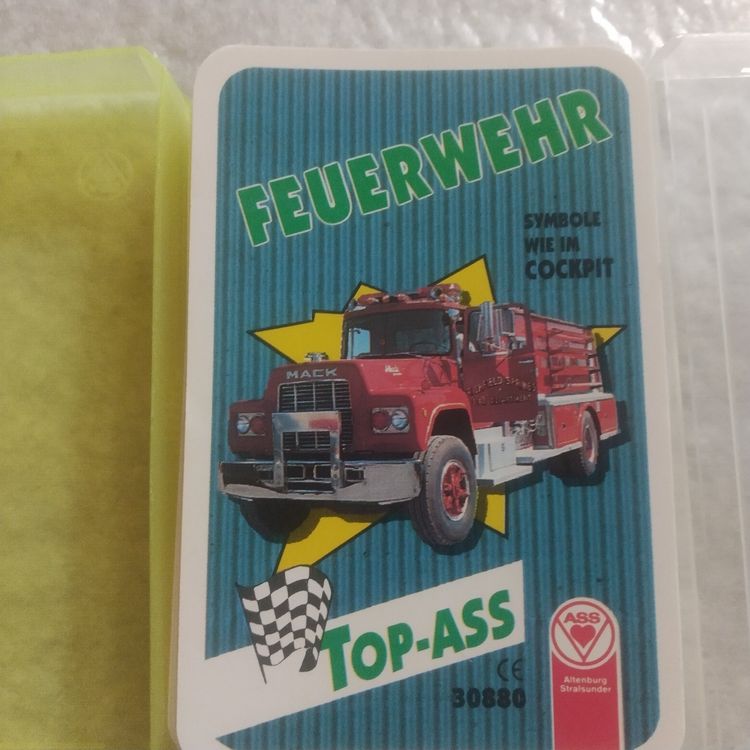 FEUERWEHR
SYMBOLE
WIE IM
COCKPIT
MACK
TOP-ASS
CE
30880
ASS
Altenburg
Stralsunder